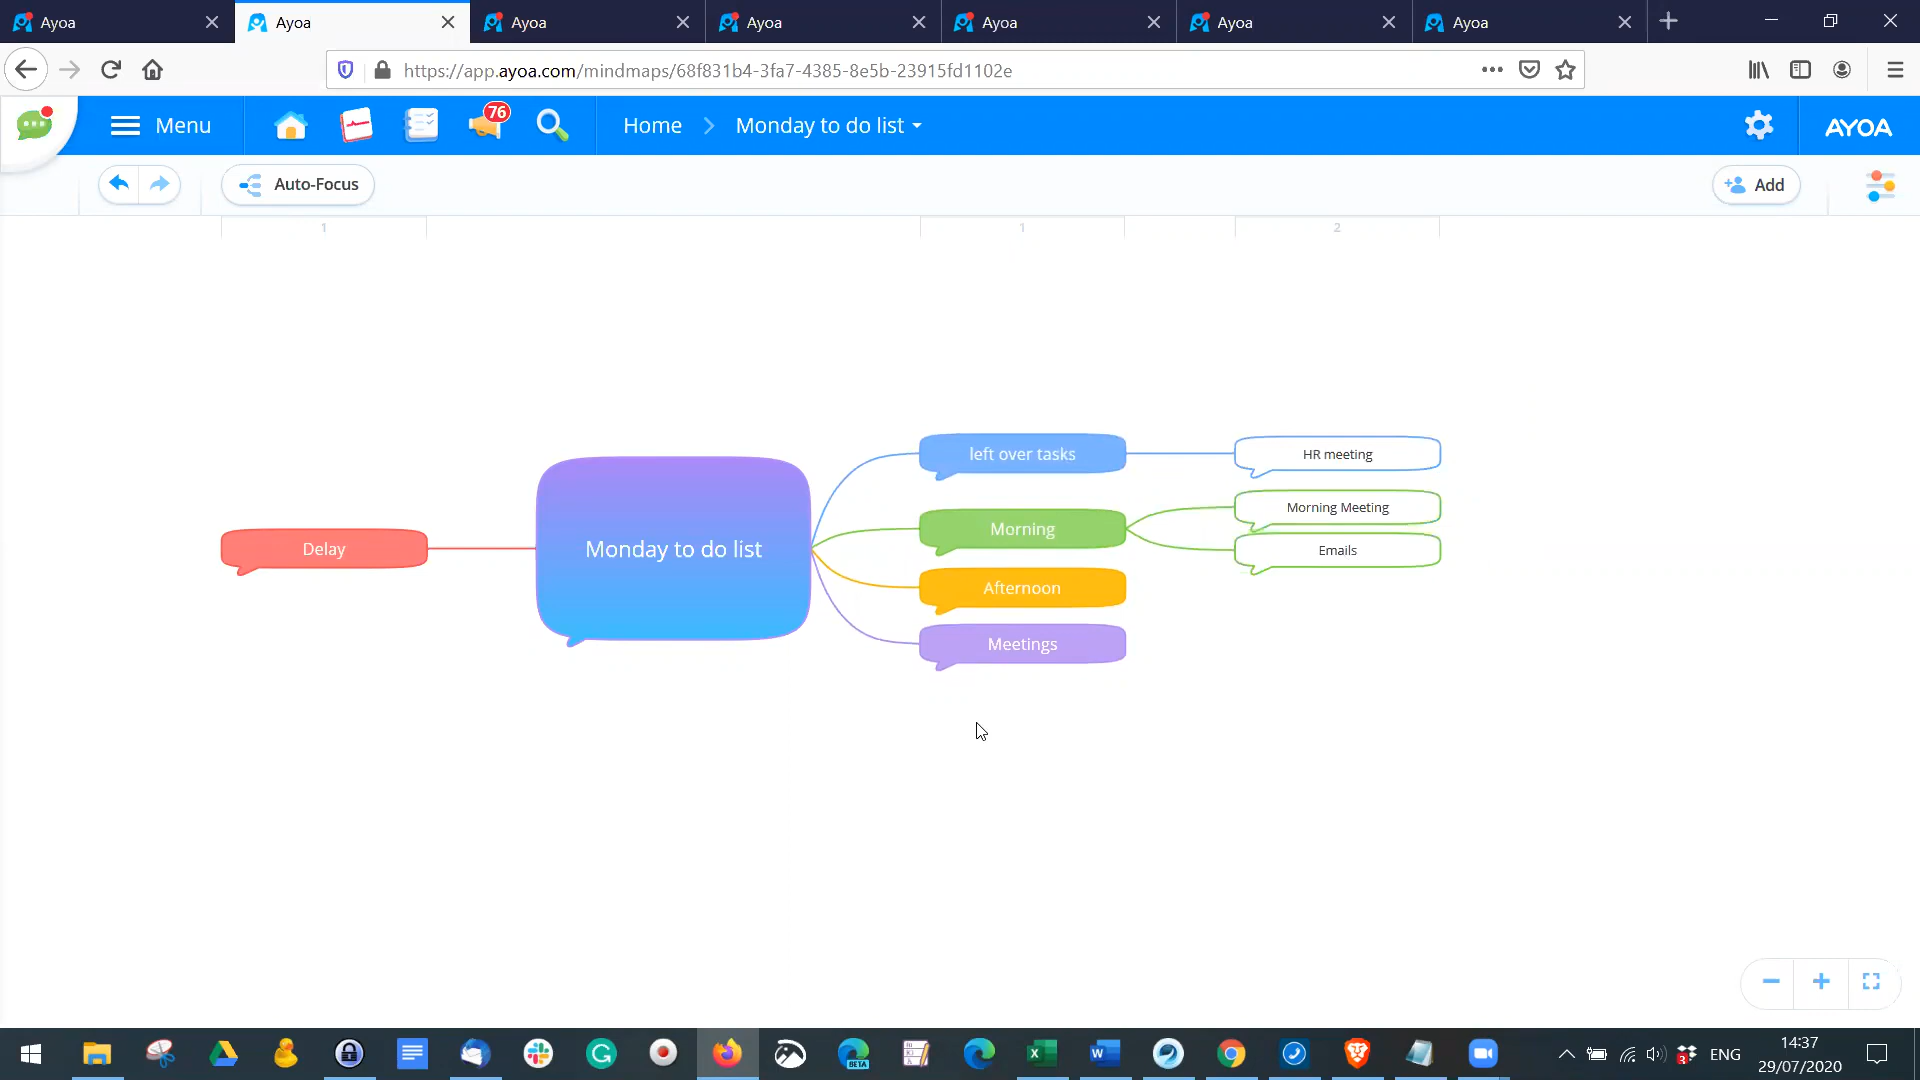 Ayoa
Ayoa
Ayoa
Ayoa
Ayoa
Ayoa
Ayoa
https://app.ayoa.com/mindmaps/68f831b4-3fa7-4385-8e5b-23915fd1102e
Menu
76
Home
Monday to do list
AYOA
Auto-Focus
Add
1
1
2
left over tasks
HR meeting
Morning Meeting
Morning
Delay
Monday to do list
Emails
Afternoon
Meetings
BETA
3
ENG
14:37
29/07/2020